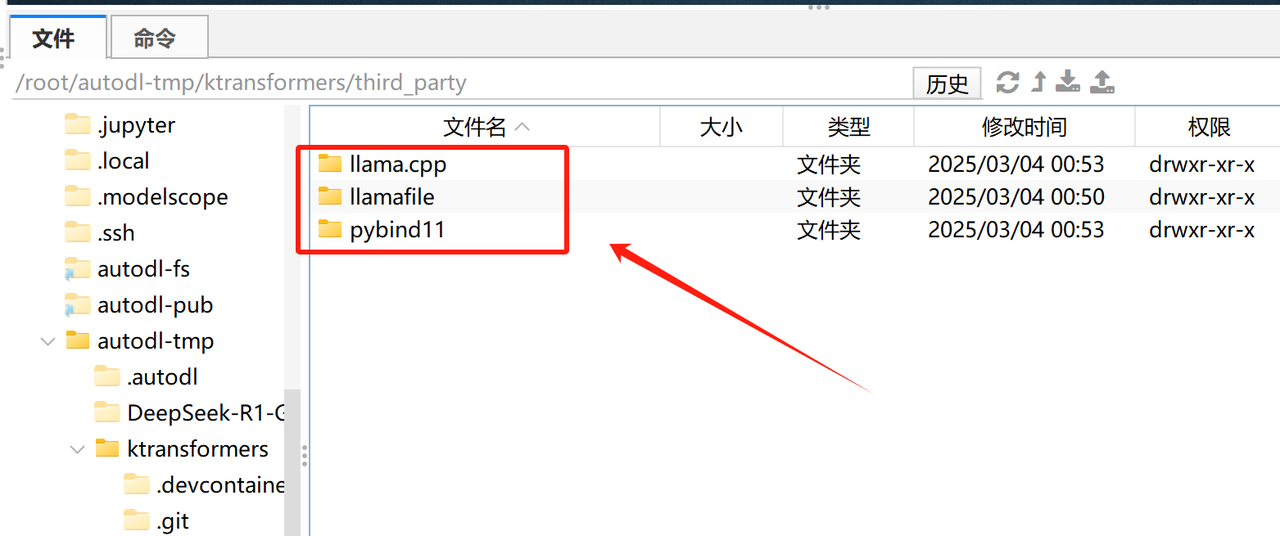 文件 命令
/root/autodl-tmp/ktransformers/third_party 历史
.jupyter
.local
.modelscope
.ssh
autodl-fs
autodl-pub
autodl-tmp
.autodl
DeepSeek-R1-G
ktransformers
.devcontaine
.git
文件名 大小 类型 修改时间 权限
llama.cpp 文件夹 2025/03/04 00:53 drwxr-xr-x
llamafile 文件夹 2025/03/04 00:50 drwxr-xr-x
pybind11 文件夹 2025/03/04 00:53 drwxr-xr-x